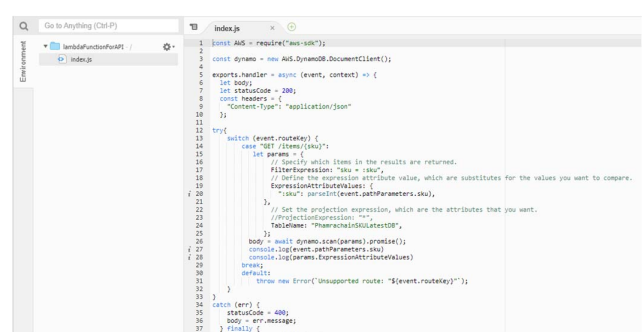 Go to Anything (Ctrl-P)
index.js
Environment
lambdaFunctionForAPI - /
index.js
1 const AWS = require("aws-sdk");
2
3 const dynamo = new AWS.DynamoDB.DocumentClient();
4
5 exports.handler = async (event, context) => {
6 let body;
7 let statusCode = 200;
8 const headers = {
9 "Content-Type": "application/json"
10 };
11
12 try{
13 switch (event.routeKey) {
14 case "GET /items/{sku}":
15 let params = {
16 // Specify which items in the results are returned.
17 FilterExpression: "sku = :sku",
18 // Define the expression attribute value, which are substitutes for the values you want to compare.
19 ExpressionAttributeValues: {
i 20 ":sku": parseInt(event.pathParameters.sku),
21 },
22 // Set the projection expression, which are the attributes that you want.
23 //ProjectionExpression: "*",
24 TableName: "PhamrachainSKULatestDB",
25 };
26 body = await dynamo.scan(params).promise();
i 27 console.log(event.pathParameters.sku)
i 28 console.log(params.ExpressionAttributeValues)
29 break;
30 default:
31 throw new Error(`Unsupported route: "${event.routeKey}"`);
32 }
33 }
34 catch (err) {
35 statusCode = 400;
36 body = err.message;
37 } finally {